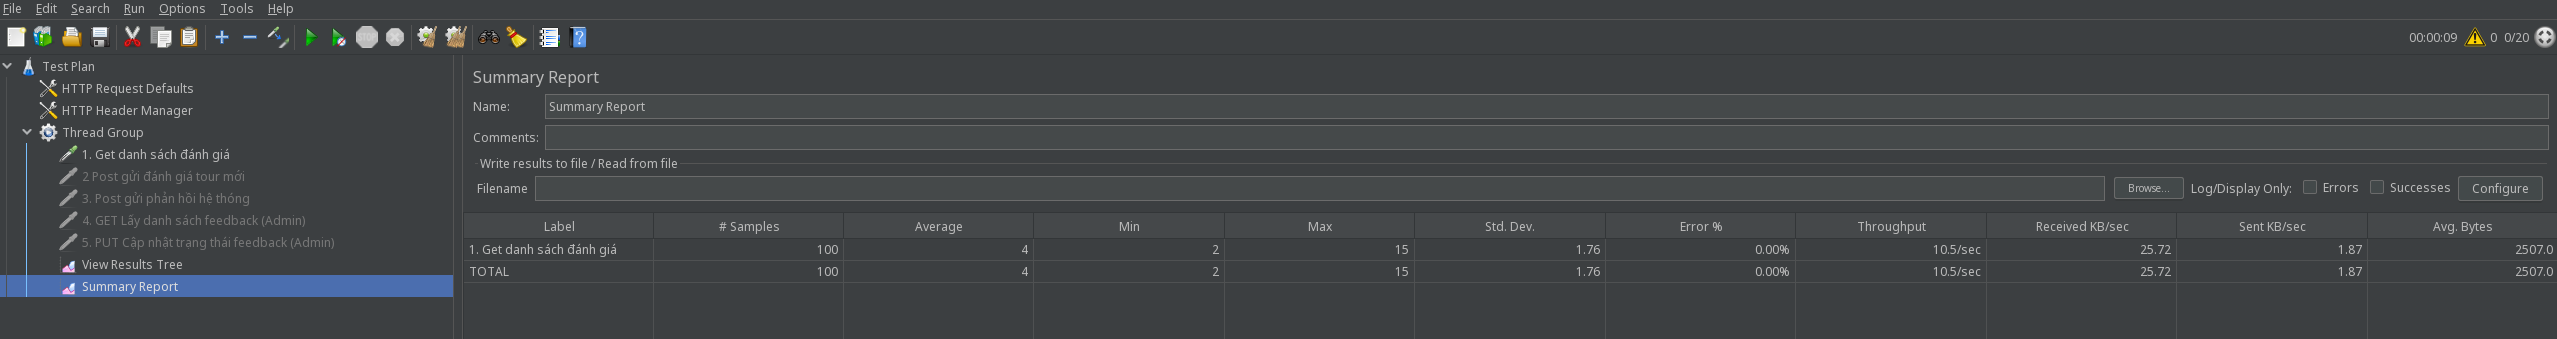 File Edit Search Run Options Tools Help
00:00:09 0 0/20
Test Plan
HTTP Request Defaults
HTTP Header Manager
Thread Group
1. Get danh sách đánh giá
2 Post gửi đánh giá tour mới
3. Post gửi phản hồi hệ thống
4. GET Lấy danh sách feedback (Admin)
5. PUT Cập nhật trạng thái feedback (Admin)
View Results Tree
Summary Report
Summary Report
Name: Summary Report
Comments:
Write results to file / Read from file
Filename Browse... Log/Display Only: Errors Successes Configure
Label # Samples Average Min Max Std. Dev. Error % Throughput Received KB/sec Sent KB/sec Avg. Bytes
1. Get danh sách đánh giá 100 4 2 15 1.76 0.00% 10.5/sec 25.72 1.87 2507.0
TOTAL 100 4 2 15 1.76 0.00% 10.5/sec 25.72 1.87 2507.0